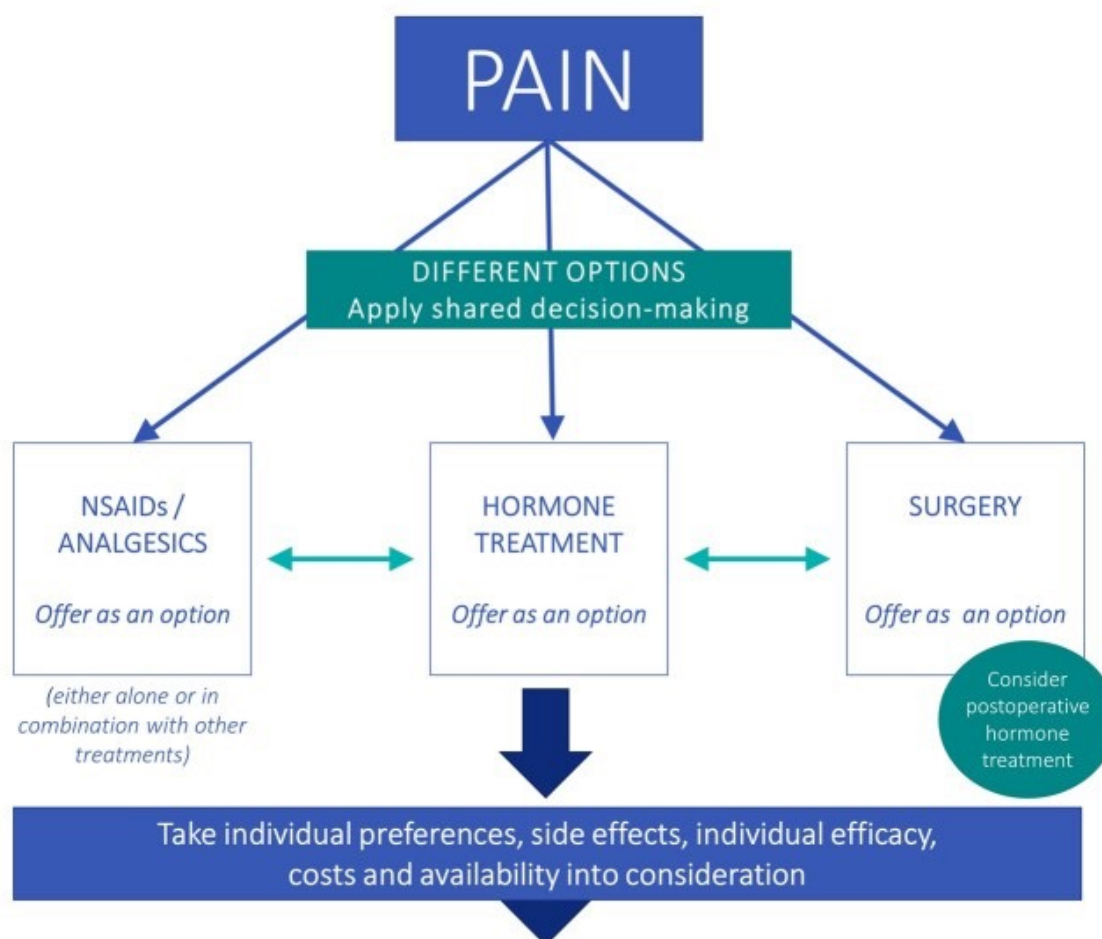 PAIN
DIFFERENT OPTIONS
Apply shared decision-making
NSAIDs /
ANALGESICS
Offer as an option
(either alone or in
combination with other
treatments)
HORMONE
TREATMENT
Offer as an option
SURGERY
Offer as an option
Consider
postoperative
hormone
treatment
Take individual preferences, side effects, individual efficacy,
costs and availability into consideration